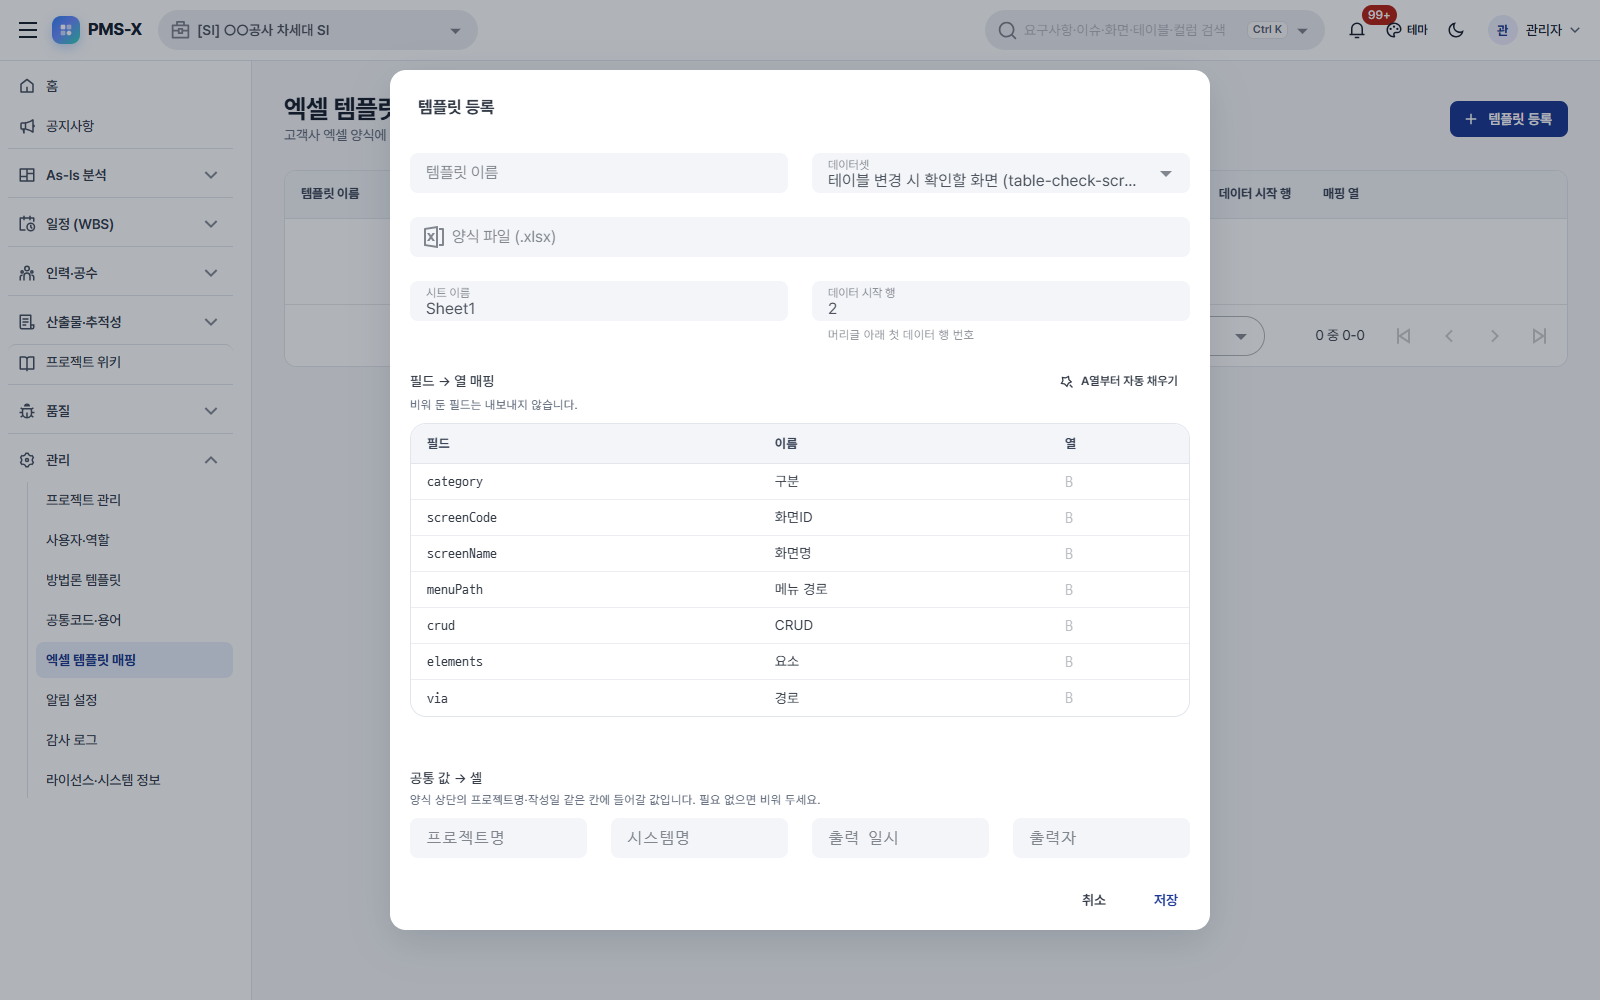 PMS-X
[SI] 〇〇공사 차세대 SI
요구사항·이슈·화면·테이블·컬럼 검색
Ctrl K
99+
테마
관
관리자
홈
공지사항
As-Is 분석
일정 (WBS)
인력·공수
산출물·추적성
프로젝트 위키
품질
관리
프로젝트 관리
사용자·역할
방법론 템플릿
공통코드·용어
엑셀 템플릿 매핑
알림 설정
감사 로그
라이선스·시스템 정보
엑셀 템플릿
고객사 엑셀 양식에
템플릿 등록
템플릿 이름
데이터 시작 행
매핑 열
0 중 0-0
템플릿 등록
템플릿 이름
데이터셋
테이블 변경 시 확인할 화면 (table-check-scr...
양식 파일 (.xlsx)
시트 이름
Sheet1
데이터 시작 행
2
머리글 아래 첫 데이터 행 번호
필드 → 열 매핑
A열부터 자동 채우기
비워 둔 필드는 내보내지 않습니다.
필드 이름 열
category 구분 B
screenCode 화면ID B
screenName 화면명 B
menuPath 메뉴 경로 B
crud CRUD B
elements 요소 B
via 경로 B
공통 값 → 셀
양식 상단의 프로젝트명·작성일 같은 칸에 들어갈 값입니다. 필요 없으면 비워 두세요.
프로젝트명
시스템명
출력 일시
출력자
취소
저장